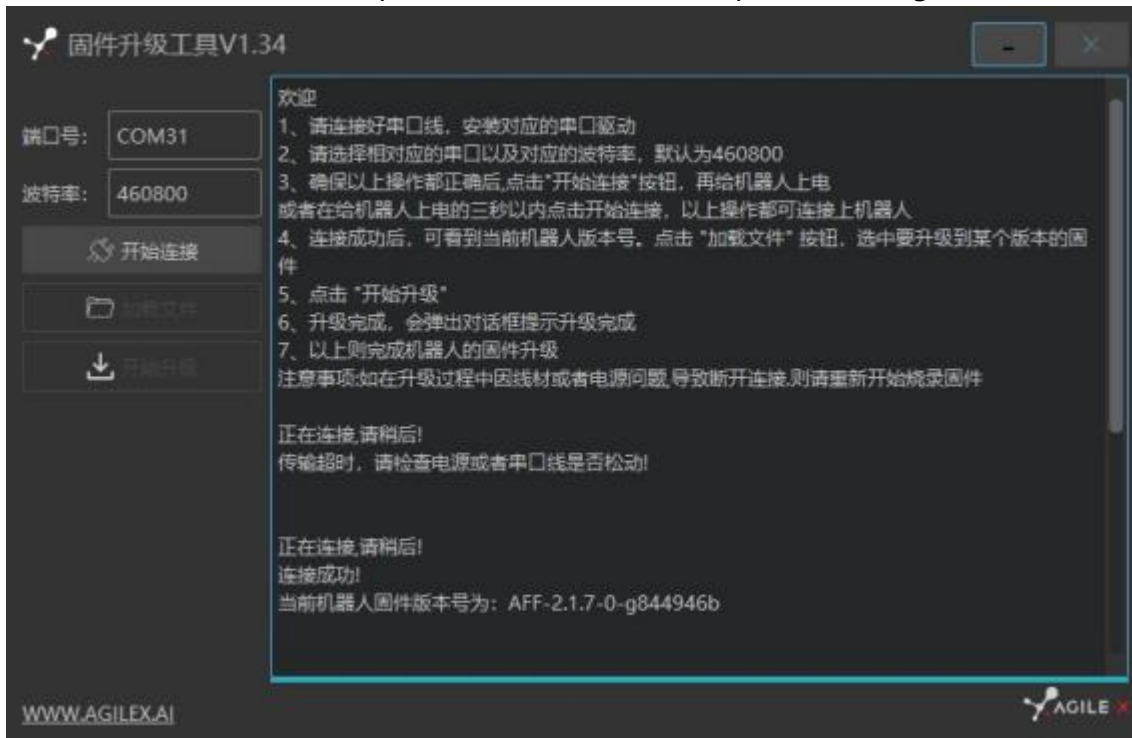 固件升级工具V1.34
端口号: COM31
波特率: 460800
开始连接
加载文件
开始升级
欢迎
1、请连接好串口线，安装对应的串口驱动
2、请选择相对应的串口以及对应的波特率，默认为460800
3、确保以上操作都正确后,点击"开始连接"按钮，再给机器人上电
或者在给机器人上电的三秒以内点击开始连接，以上操作都可连接上机器人
4、连接成功后，可看到当前机器人版本号。点击 "加载文件" 按钮，选中要升级到某个版本的固
件
5、点击 "开始升级"
6、升级完成，会弹出对话框提示升级完成
7、以上则完成机器人的固件升级
注意事项:如在升级过程中因线材或者电源问题,导致断开连接,则请重新开始烧录固件
正在连接,请稍后!
传输超时，请检查电源或者串口线是否松动!
正在连接,请稍后!
连接成功!
当前机器人固件版本号为：AFF-2.1.7-0-g844946b
WWW.AGILEX.AI
AGILE X